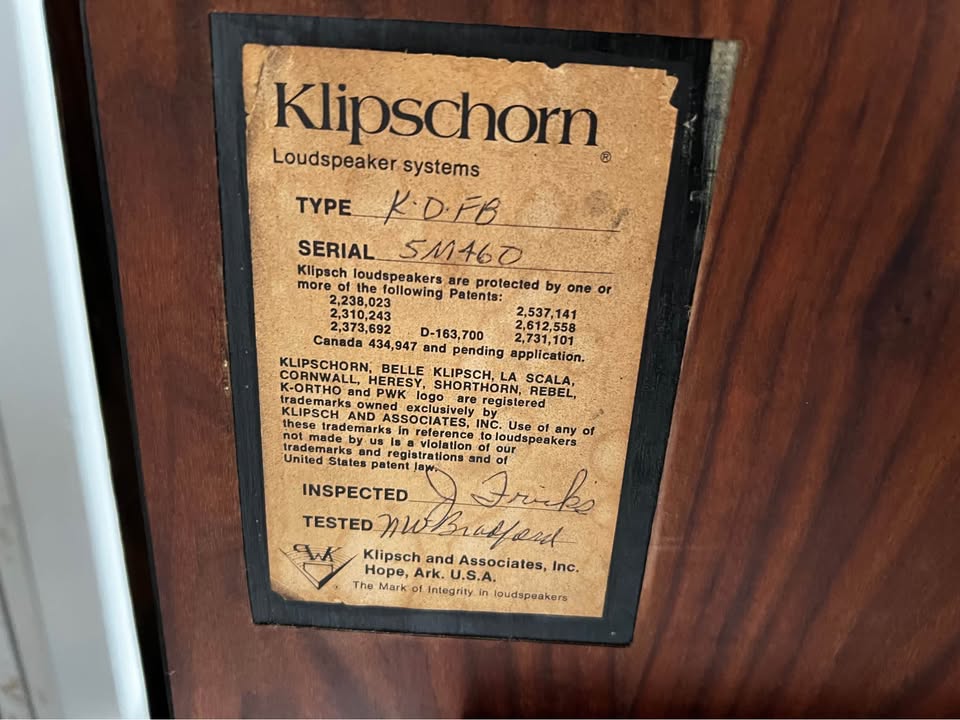 Klipschorn®
Loudspeaker systems
TYPE K·D·FB
SERIAL 5M460
Klipsch loudspeakers are protected by one or
more of the following Patents:
2,238,023 2,537,141
2,310,243 2,612,558
2,373,692 D-163,700 2,731,101
Canada 434,947 and pending application.
KLIPSCHORN, BELLE KLIPSCH, LA SCALA,
CORNWALL, HERESY, SHORTHORN, REBEL,
K-ORTHO and PWK logo are registered
trademarks owned exclusively by
KLIPSCH AND ASSOCIATES, INC. Use of any of
these trademarks in reference to loudspeakers
not made by us is a violation of our
trademarks and registrations and of
United States patent law.
INSPECTED J Fricks
TESTED NW Bradford
PWK
Klipsch and Associates, Inc.
Hope, Ark. U.S.A.
The Mark of Integrity in loudspeakers